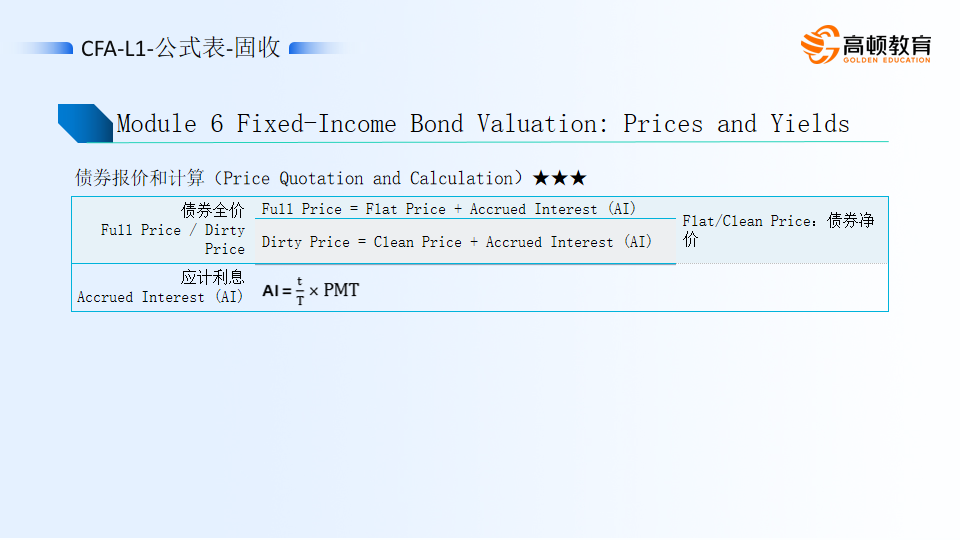 CFA-L1-公式表-固收
高顿教育
GOLDEN EDUCATION
Module 6 Fixed-Income Bond Valuation: Prices and Yields
债券报价和计算（Price Quotation and Calculation）★★★
债券全价
Full Price / Dirty
Price
Full Price = Flat Price + Accrued Interest (AI)
Dirty Price = Clean Price + Accrued Interest (AI)
Flat/Clean Price：债券净
价
应计利息
Accrued Interest (AI)
AI = t/T × PMT